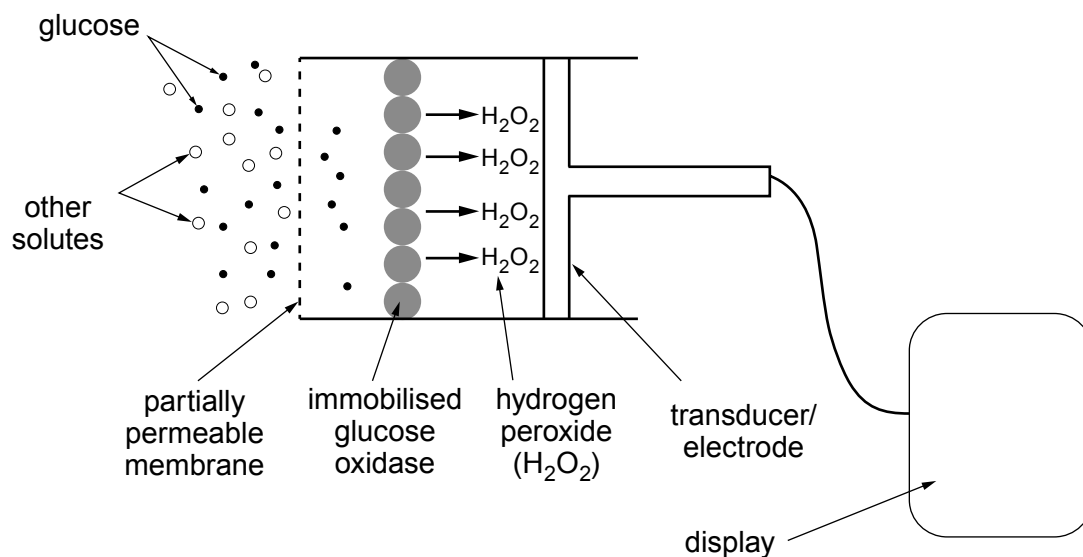 glucose
H₂O₂
H₂O₂
H₂O₂
H₂O₂
other
solutes
partially
permeable
membrane
immobilised
glucose
oxidase
hydrogen
peroxide
(H₂O₂)
transducer/
electrode
display